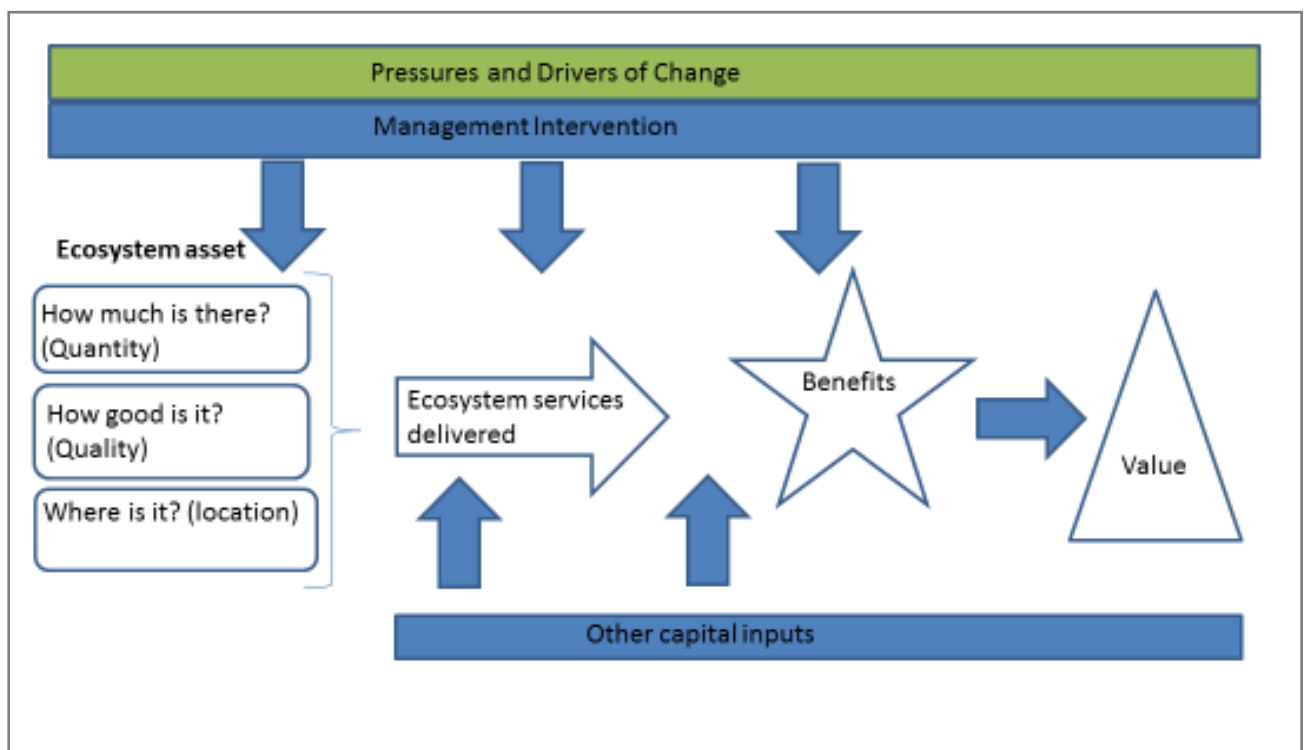 Pressures and Drivers of Change
Management Intervention
Ecosystem asset
How much is there?
(Quantity)
How good is it?
(Quality)
Where is it? (location)
Ecosystem services
delivered
Benefits
Value
Other capital inputs